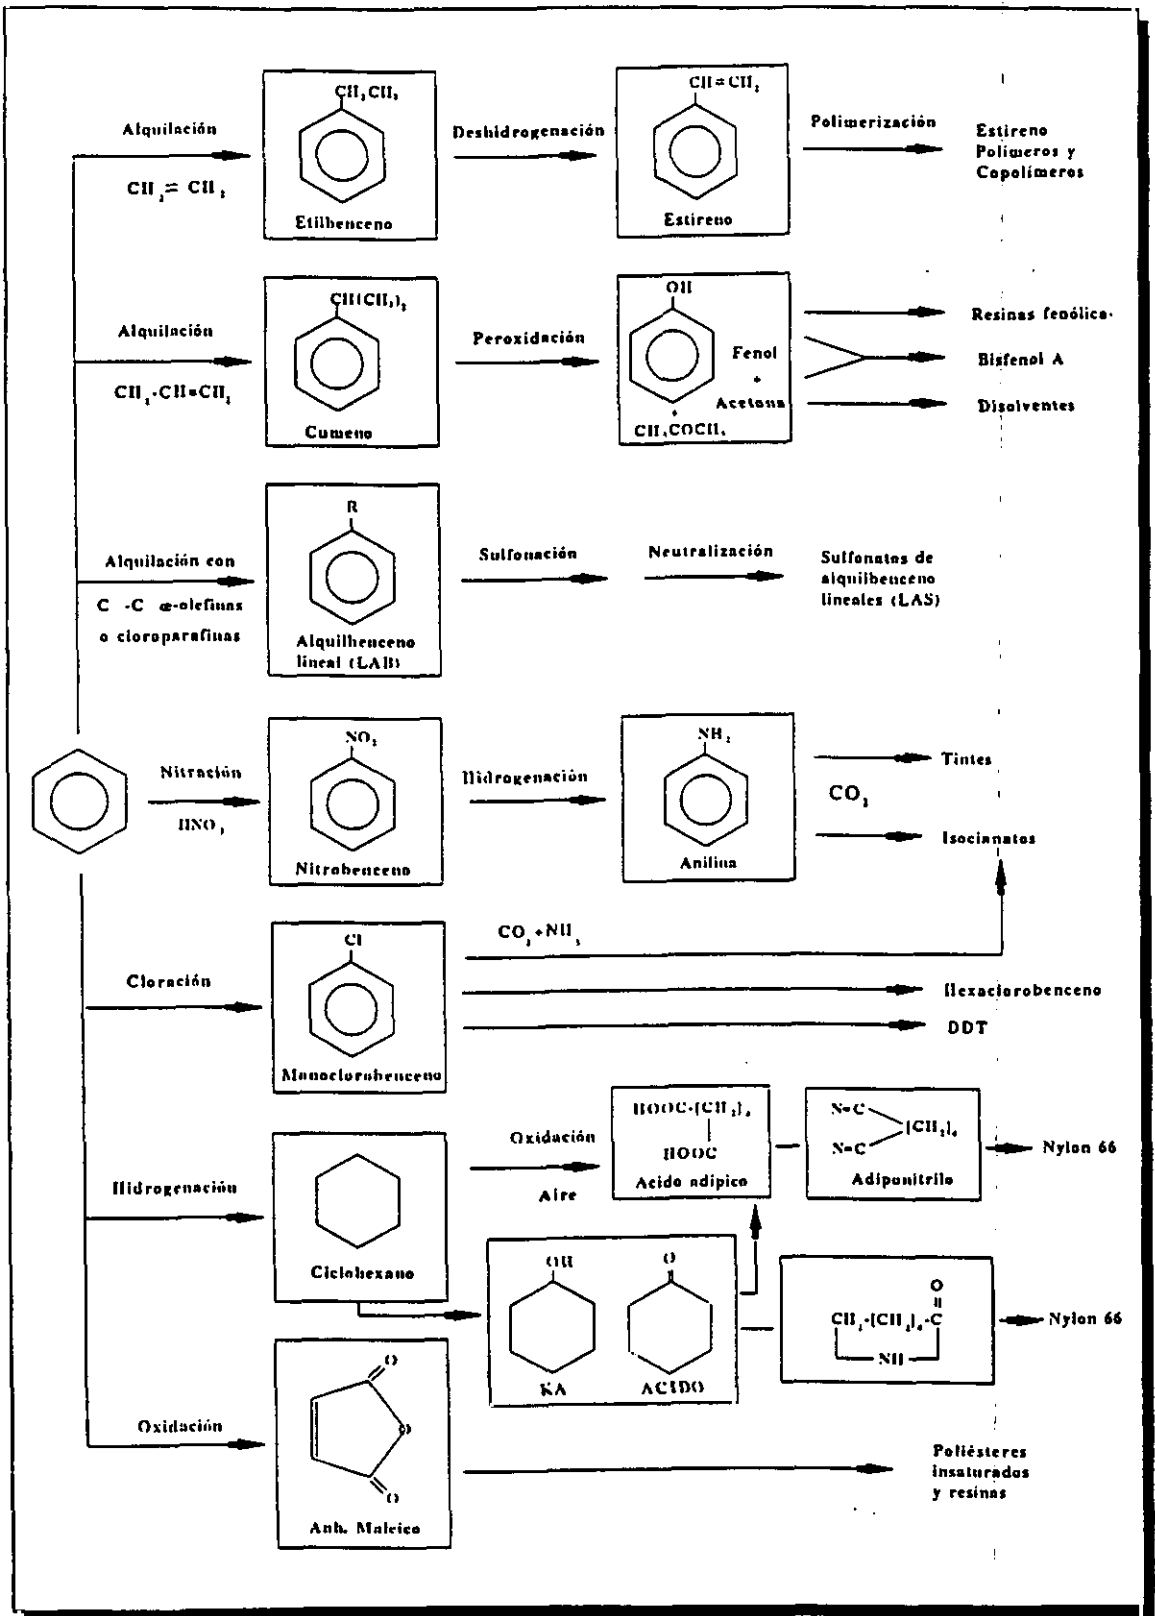 CH₂CH₃
Alquilación
CH₂= CH₂
Etilbenceno
Deshidrogenación
CH=CH₂
Estireno
Polimerización
Estireno
Polímeros y
Copolímeros
Alquilación
CH₃-CH=CH₂
CH(CH₃)₂
Cumeno
Peroxidación
OH
Fenol
+
Acetona
+
CH₃COCH₃
Resinas fenólica.
Bisfenol A
Disolventes
Alquilación con
C -C α-olefinas
o cloroparafinas
R
Alquilbenceno
lineal (LAB)
Sulfonación
Neutralización
Sulfonatos de
alquilbenceno
lineales (LAS)
Nitración
HNO₃
NO₂
Nitrobenceno
Hidrogenación
NH₂
Anilina
Tintes
CO₂
Isocianatos
Cloración
Cl
Monoclorobenceno
CO₂+NH₃
Hexaclorobenceno
DDT
Hidrogenación
Ciclohexano
Oxidación
Aire
HOOC-[CH₂]₄
HOOC
Acido adípico
N=C
[CH₂]₄
N=C
Adiponitrilo
Nylon 66
OH
KA
O
ACIDO
O
CH₂-[CH₂]₄-C
NH
Nylon 66
Oxidación
O
O
O
Anh. Maleico
Poliésteres
insaturados
y resinas